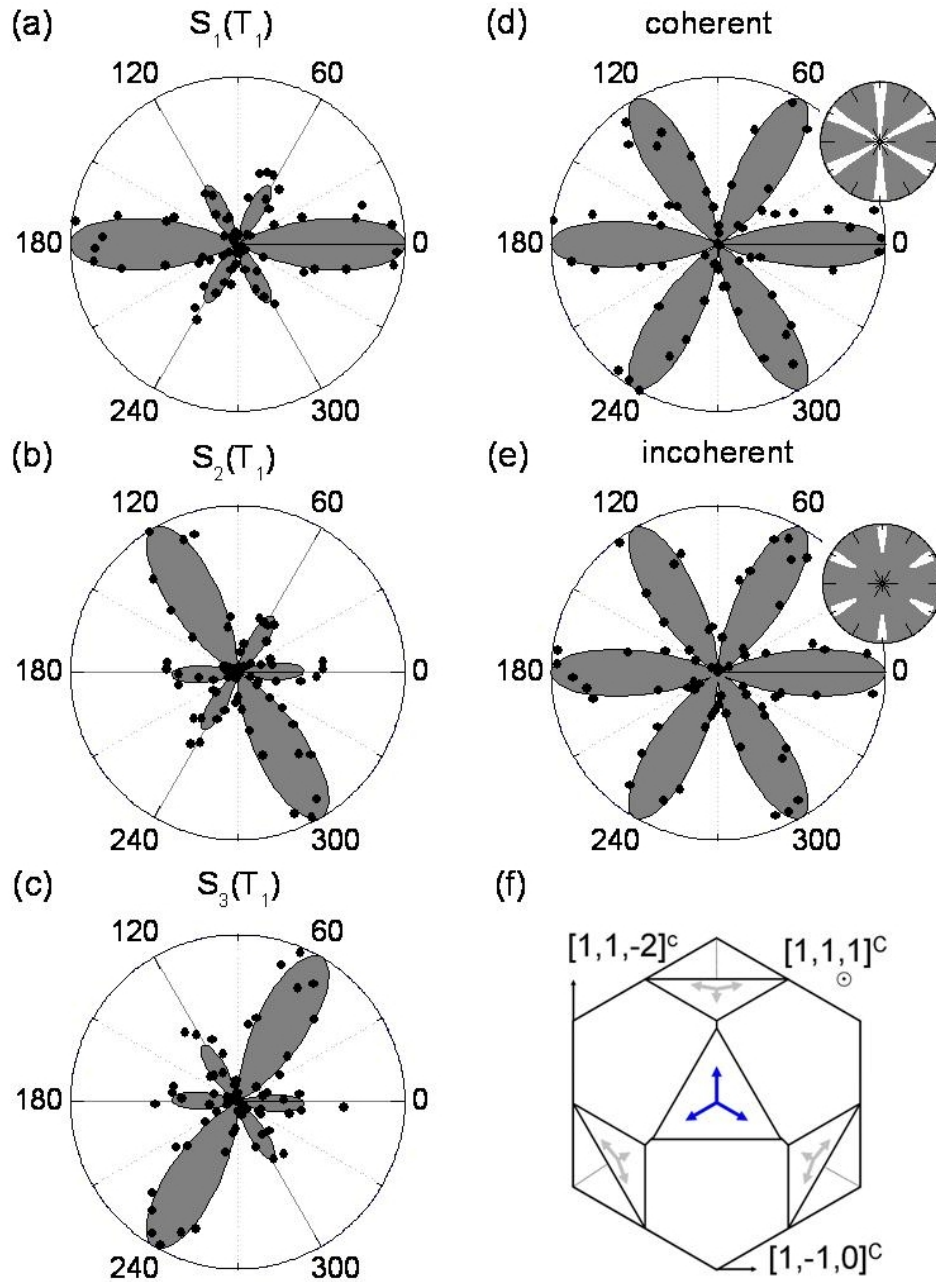 (a) S₁(T₁)
120 60
180 0
240 300
(b) S₂(T₁)
120 60
180 0
240 300
(c) S₃(T₁)
120 60
180 0
240 300
(d) coherent
120 60
180 0
240 300
(e) incoherent
120 60
180 0
240 300
(f)
[1,1,-2]ᶜ [1,1,1]ᶜ
[1,-1,0]ᶜ